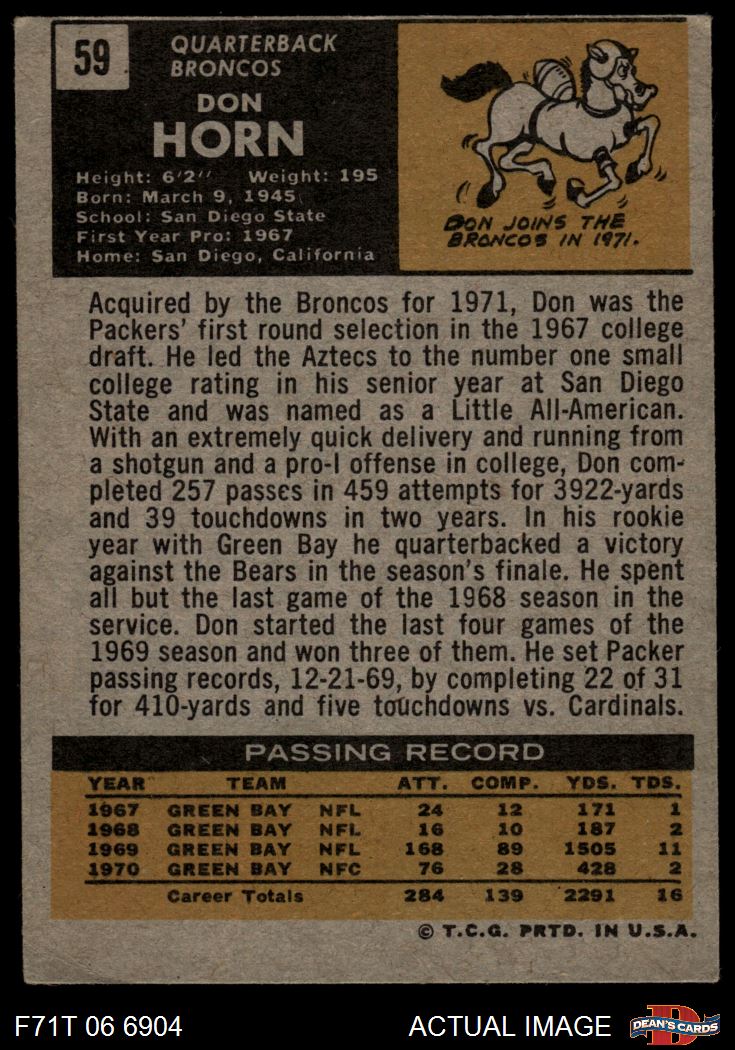 59
QUARTERBACK
BRONCOS
DON
HORN
Height: 6'2'' Weight: 195
Born: March 9, 1945
School: San Diego State
First Year Pro: 1967
Home: San Diego, California
DON JOINS THE
BRONCOS IN 1971.
Acquired by the Broncos for 1971, Don was the
Packers' first round selection in the 1967 college
draft. He led the Aztecs to the number one small
college rating in his senior year at San Diego
State and was named as a Little All-American.
With an extremely quick delivery and running from
a shotgun and a pro-I offense in college, Don com-
pleted 257 passes in 459 attempts for 3922-yards
and 39 touchdowns in two years. In his rookie
year with Green Bay he quarterbacked a victory
against the Bears in the season's finale. He spent
all but the last game of the 1968 season in the
service. Don started the last four games of the
1969 season and won three of them. He set Packer
passing records, 12-21-69, by completing 22 of 31
for 410-yards and five touchdowns vs. Cardinals.
PASSING RECORD
YEAR TEAM ATT. COMP. YDS. TDS.
1967 GREEN BAY NFL 24 12 171 1
1968 GREEN BAY NFL 16 10 187 2
1969 GREEN BAY NFL 168 89 1505 11
1970 GREEN BAY NFC 76 28 428 2
Career Totals 284 139 2291 16
© T.C.G. PRTD. IN U.S.A.
F71T 06 6904 ACTUAL IMAGE
D
DEAN'S CARDS